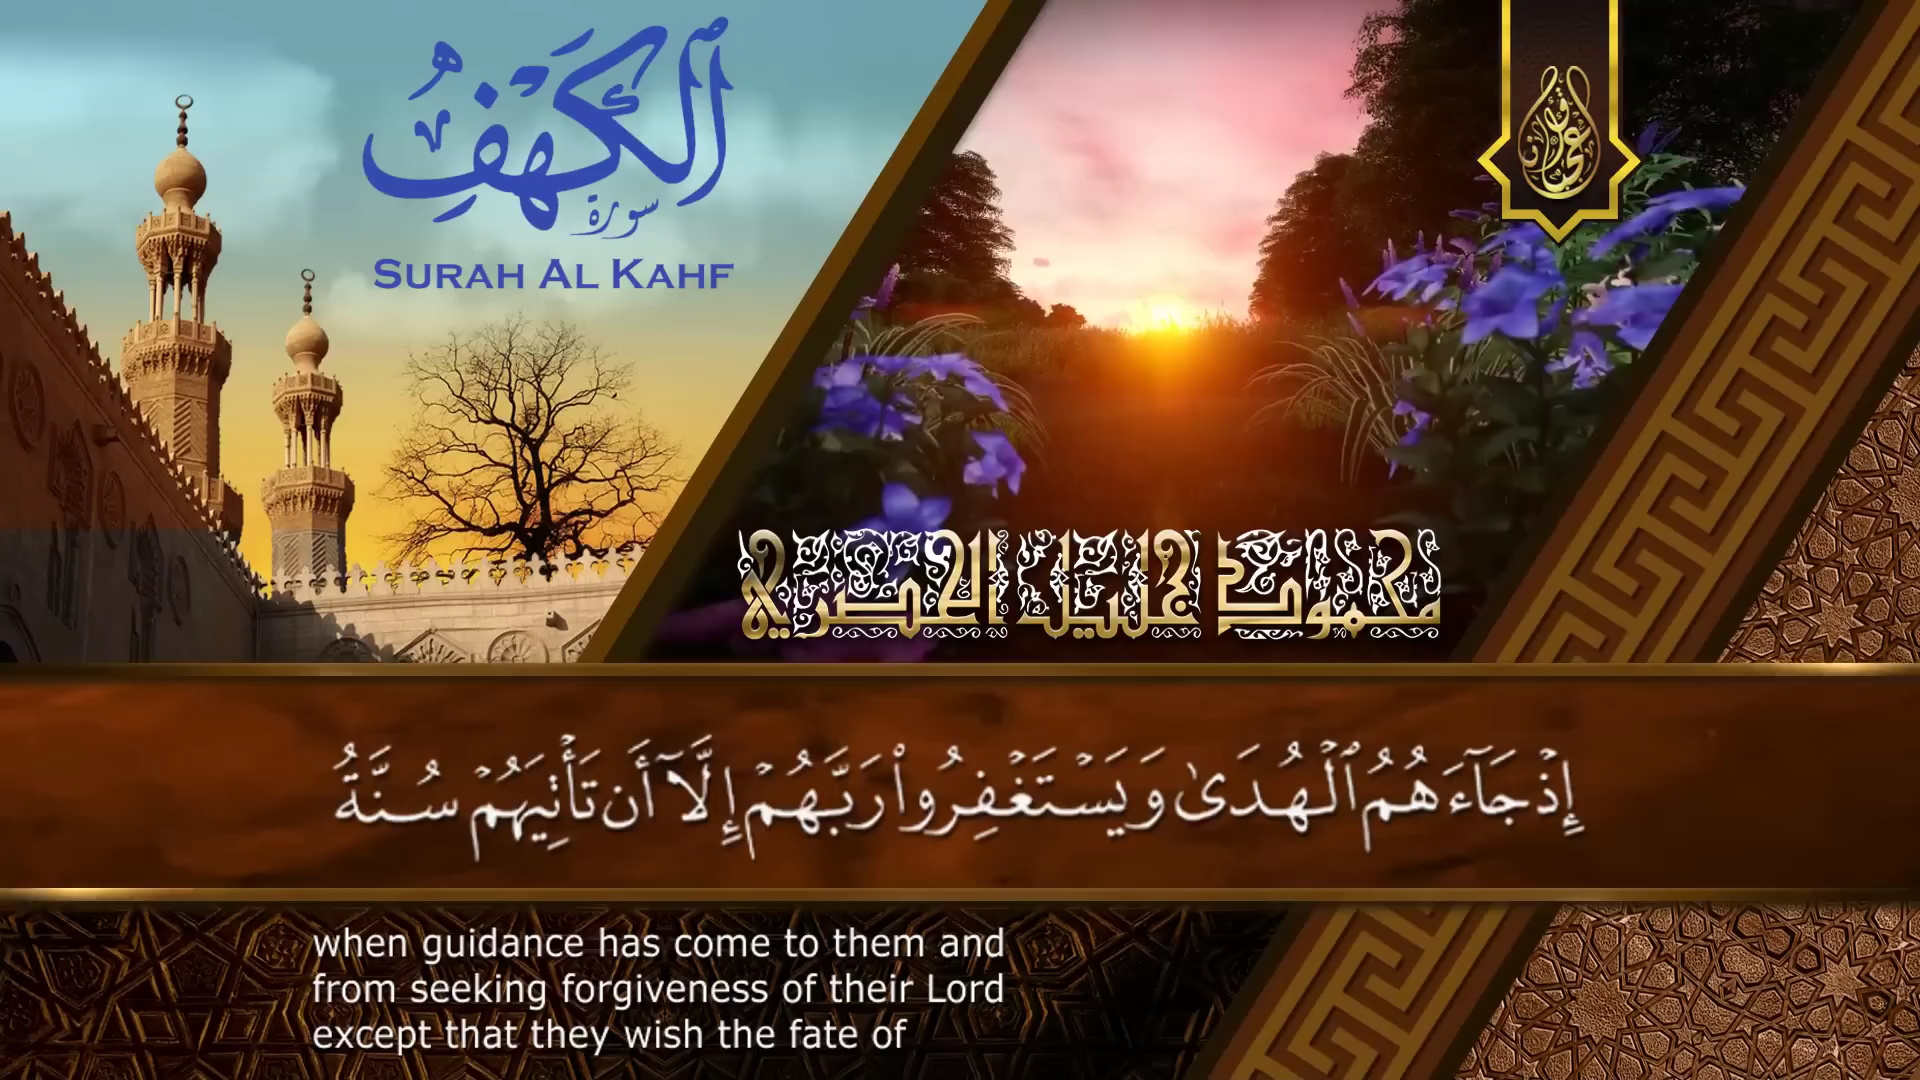 ٱلْكَهْفِ
سورة
SURAH AL KAHF
محمود خليل الحصري
إِذْ جَآءَهُمُ ٱلْهُدَىٰ وَيَسْتَغْفِرُوا۟ رَبَّهُمْ إِلَّآ أَن تَأْتِيَهُمْ سُنَّةُ
when guidance has come to them and
from seeking forgiveness of their Lord
except that they wish the fate of